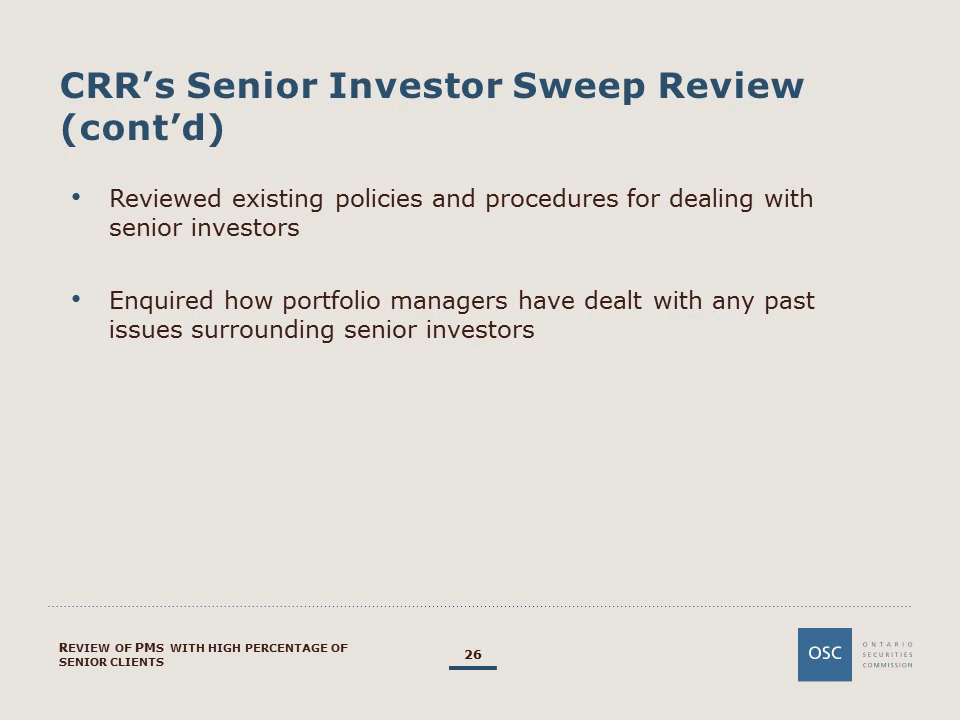 CRR’s Senior Investor Sweep Review
(cont’d)
• Reviewed existing policies and procedures for dealing with
senior investors
• Enquired how portfolio managers have dealt with any past
issues surrounding senior investors
REVIEW OF PMS WITH HIGH PERCENTAGE OF
SENIOR CLIENTS
26
OSC
ONTARIO
SECURITIES
COMMISSION